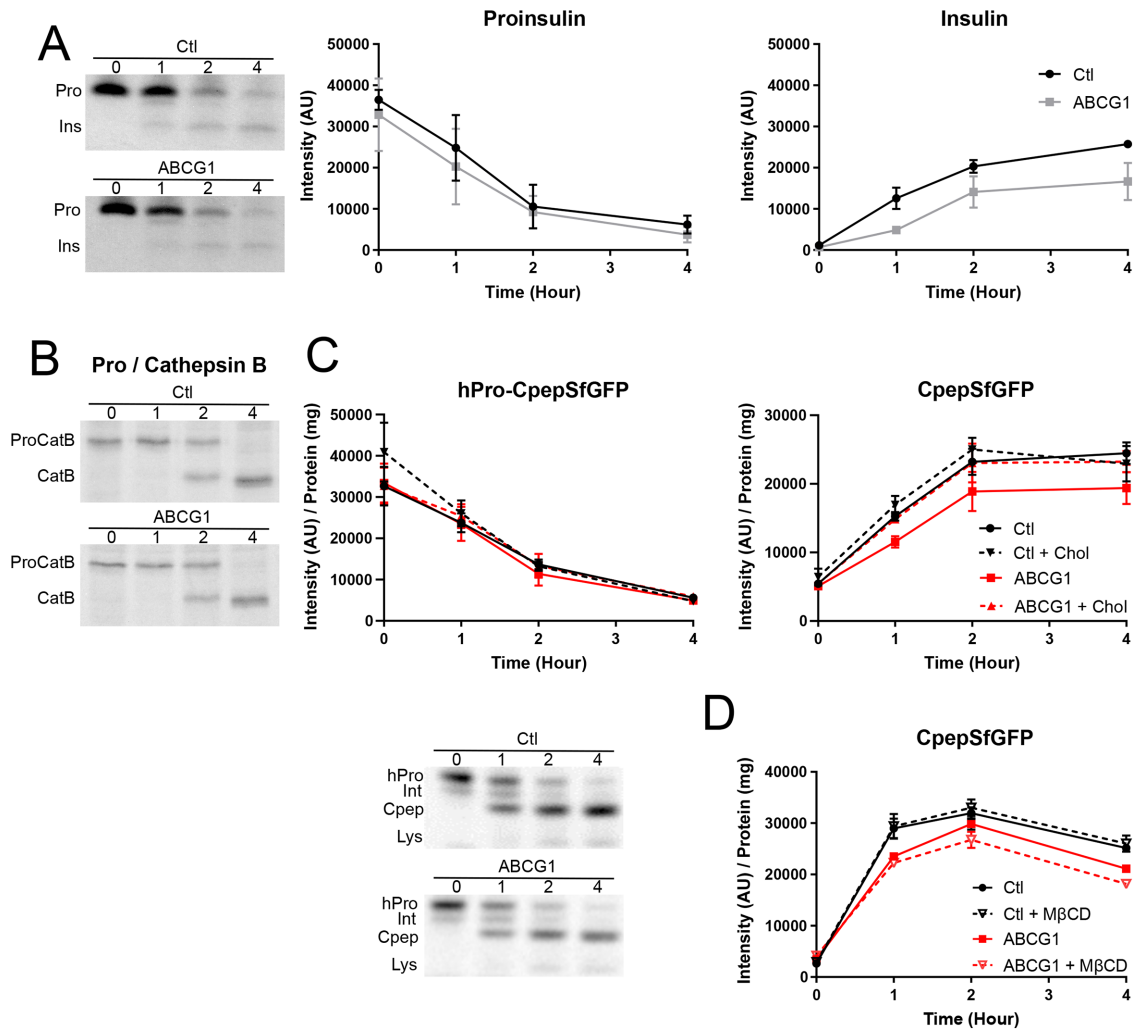 A
Ctl
0 1 2 4
Pro
Ins
ABCG1
0 1 2 4
Pro
Ins
Proinsulin
Intensity (AU)
50000
40000
30000
20000
10000
0
0 1 2 3 4
Time (Hour)
Insulin
Intensity (AU)
50000
40000
30000
20000
10000
0
0 1 2 3 4
Time (Hour)
Ctl
ABCG1
B
Pro / Cathepsin B
Ctl
0 1 2 4
ProCatB
CatB
ABCG1
0 1 2 4
ProCatB
CatB
C
hPro-CpepSfGFP
Intensity (AU) / Protein (mg)
50000
40000
30000
20000
10000
0
0 1 2 3 4
Time (Hour)
CpepSfGFP
Intensity (AU) / Protein (mg)
30000
20000
10000
0
0 1 2 3 4
Time (Hour)
Ctl
Ctl + Chol
ABCG1
ABCG1 + Chol
Ctl
0 1 2 4
hPro
Int
Cpep
Lys
ABCG1
0 1 2 4
hPro
Int
Cpep
Lys
D
CpepSfGFP
Intensity (AU) / Protein (mg)
40000
30000
20000
10000
0
0 1 2 3 4
Time (Hour)
Ctl
Ctl + MβCD
ABCG1
ABCG1 + MβCD